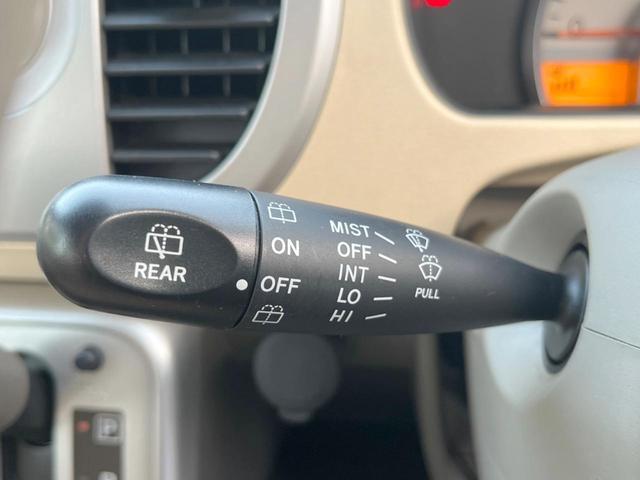 REAR
ON
OFF
MIST
OFF
INT
LO
HI
PULL
P